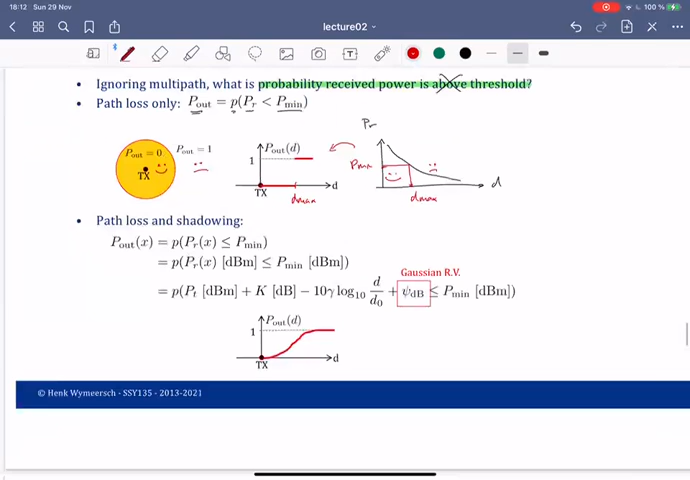 18:12 Sun 29 Nov
100 %
lecture02
• Ignoring multipath, what is probability received power is above threshold?
• Path loss only: P_out = p(P_r < P_min)
P_out = 0
P_out = 1
TX
P_out(d)
1
TX
d
dmax
Pr
Pmin
dmax
d
• Path loss and shadowing:
P_out(x) = p(P_r(x) ≤ P_min)
= p(P_r(x) [dBm] ≤ P_min [dBm])
Gaussian R.V.
= p(P_t [dBm] + K [dB] − 10γ log₁₀ d/d₀ + ψ_dB ≤ P_min [dBm])
P_out(d)
1
TX
d
© Henk Wymeersch - SSY135 - 2013-2021